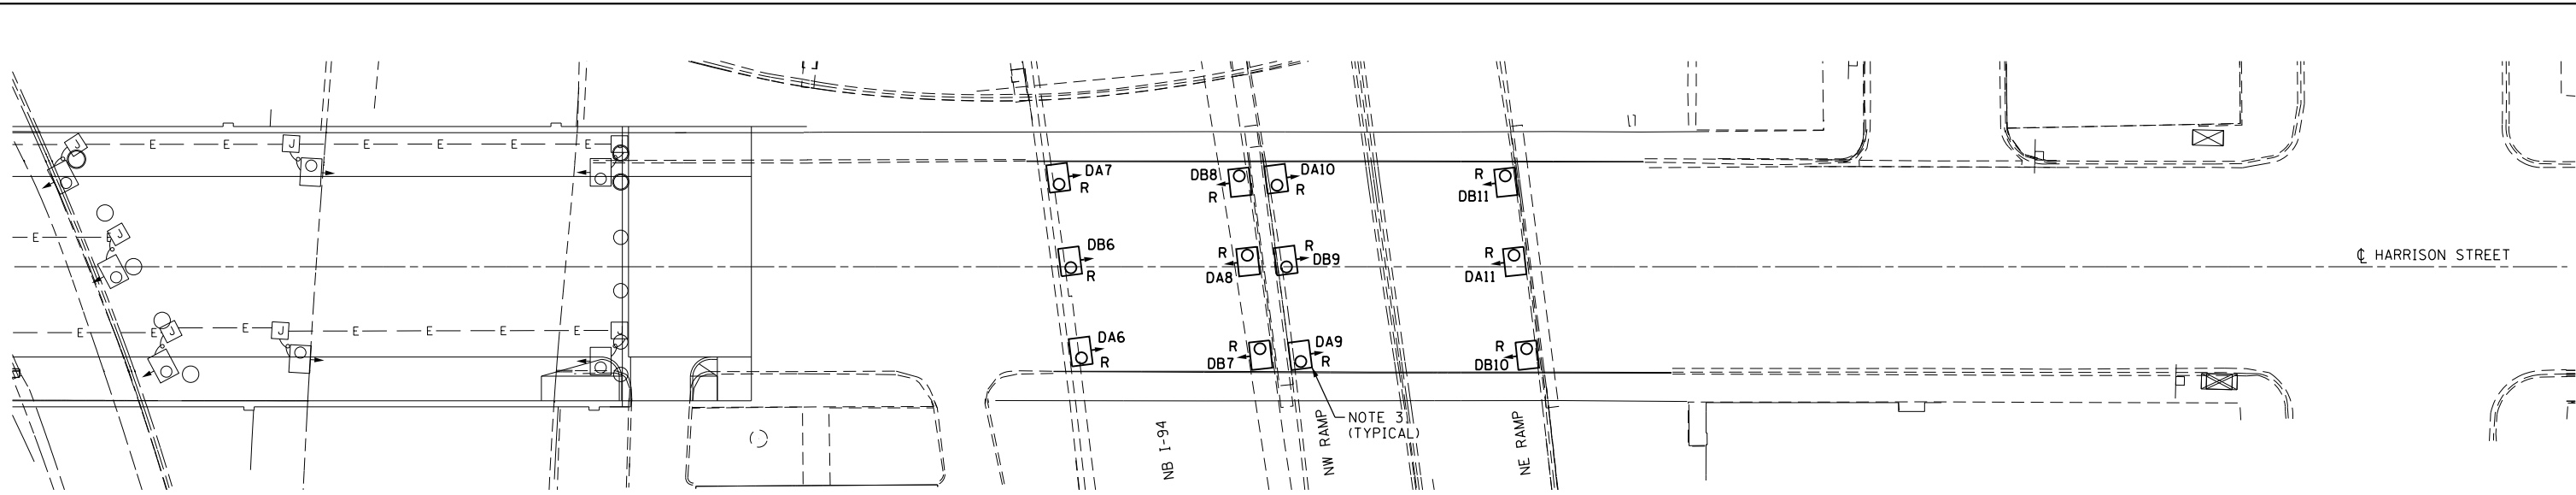 J
E
E
J
E
E
E
E
DA7
R
DB8
R
DA10
R
R
DB11
E
E
J
DB6
R
R
DA8
R
DB9
R
DA11
℄ HARRISON STREET
E
E
J
E
J
E
E
E
E
DA6
R
R
DB7
DA9
R
R
DB10
NOTE 3
(TYPICAL)
NB I-94
NW RAMP
NE RAMP